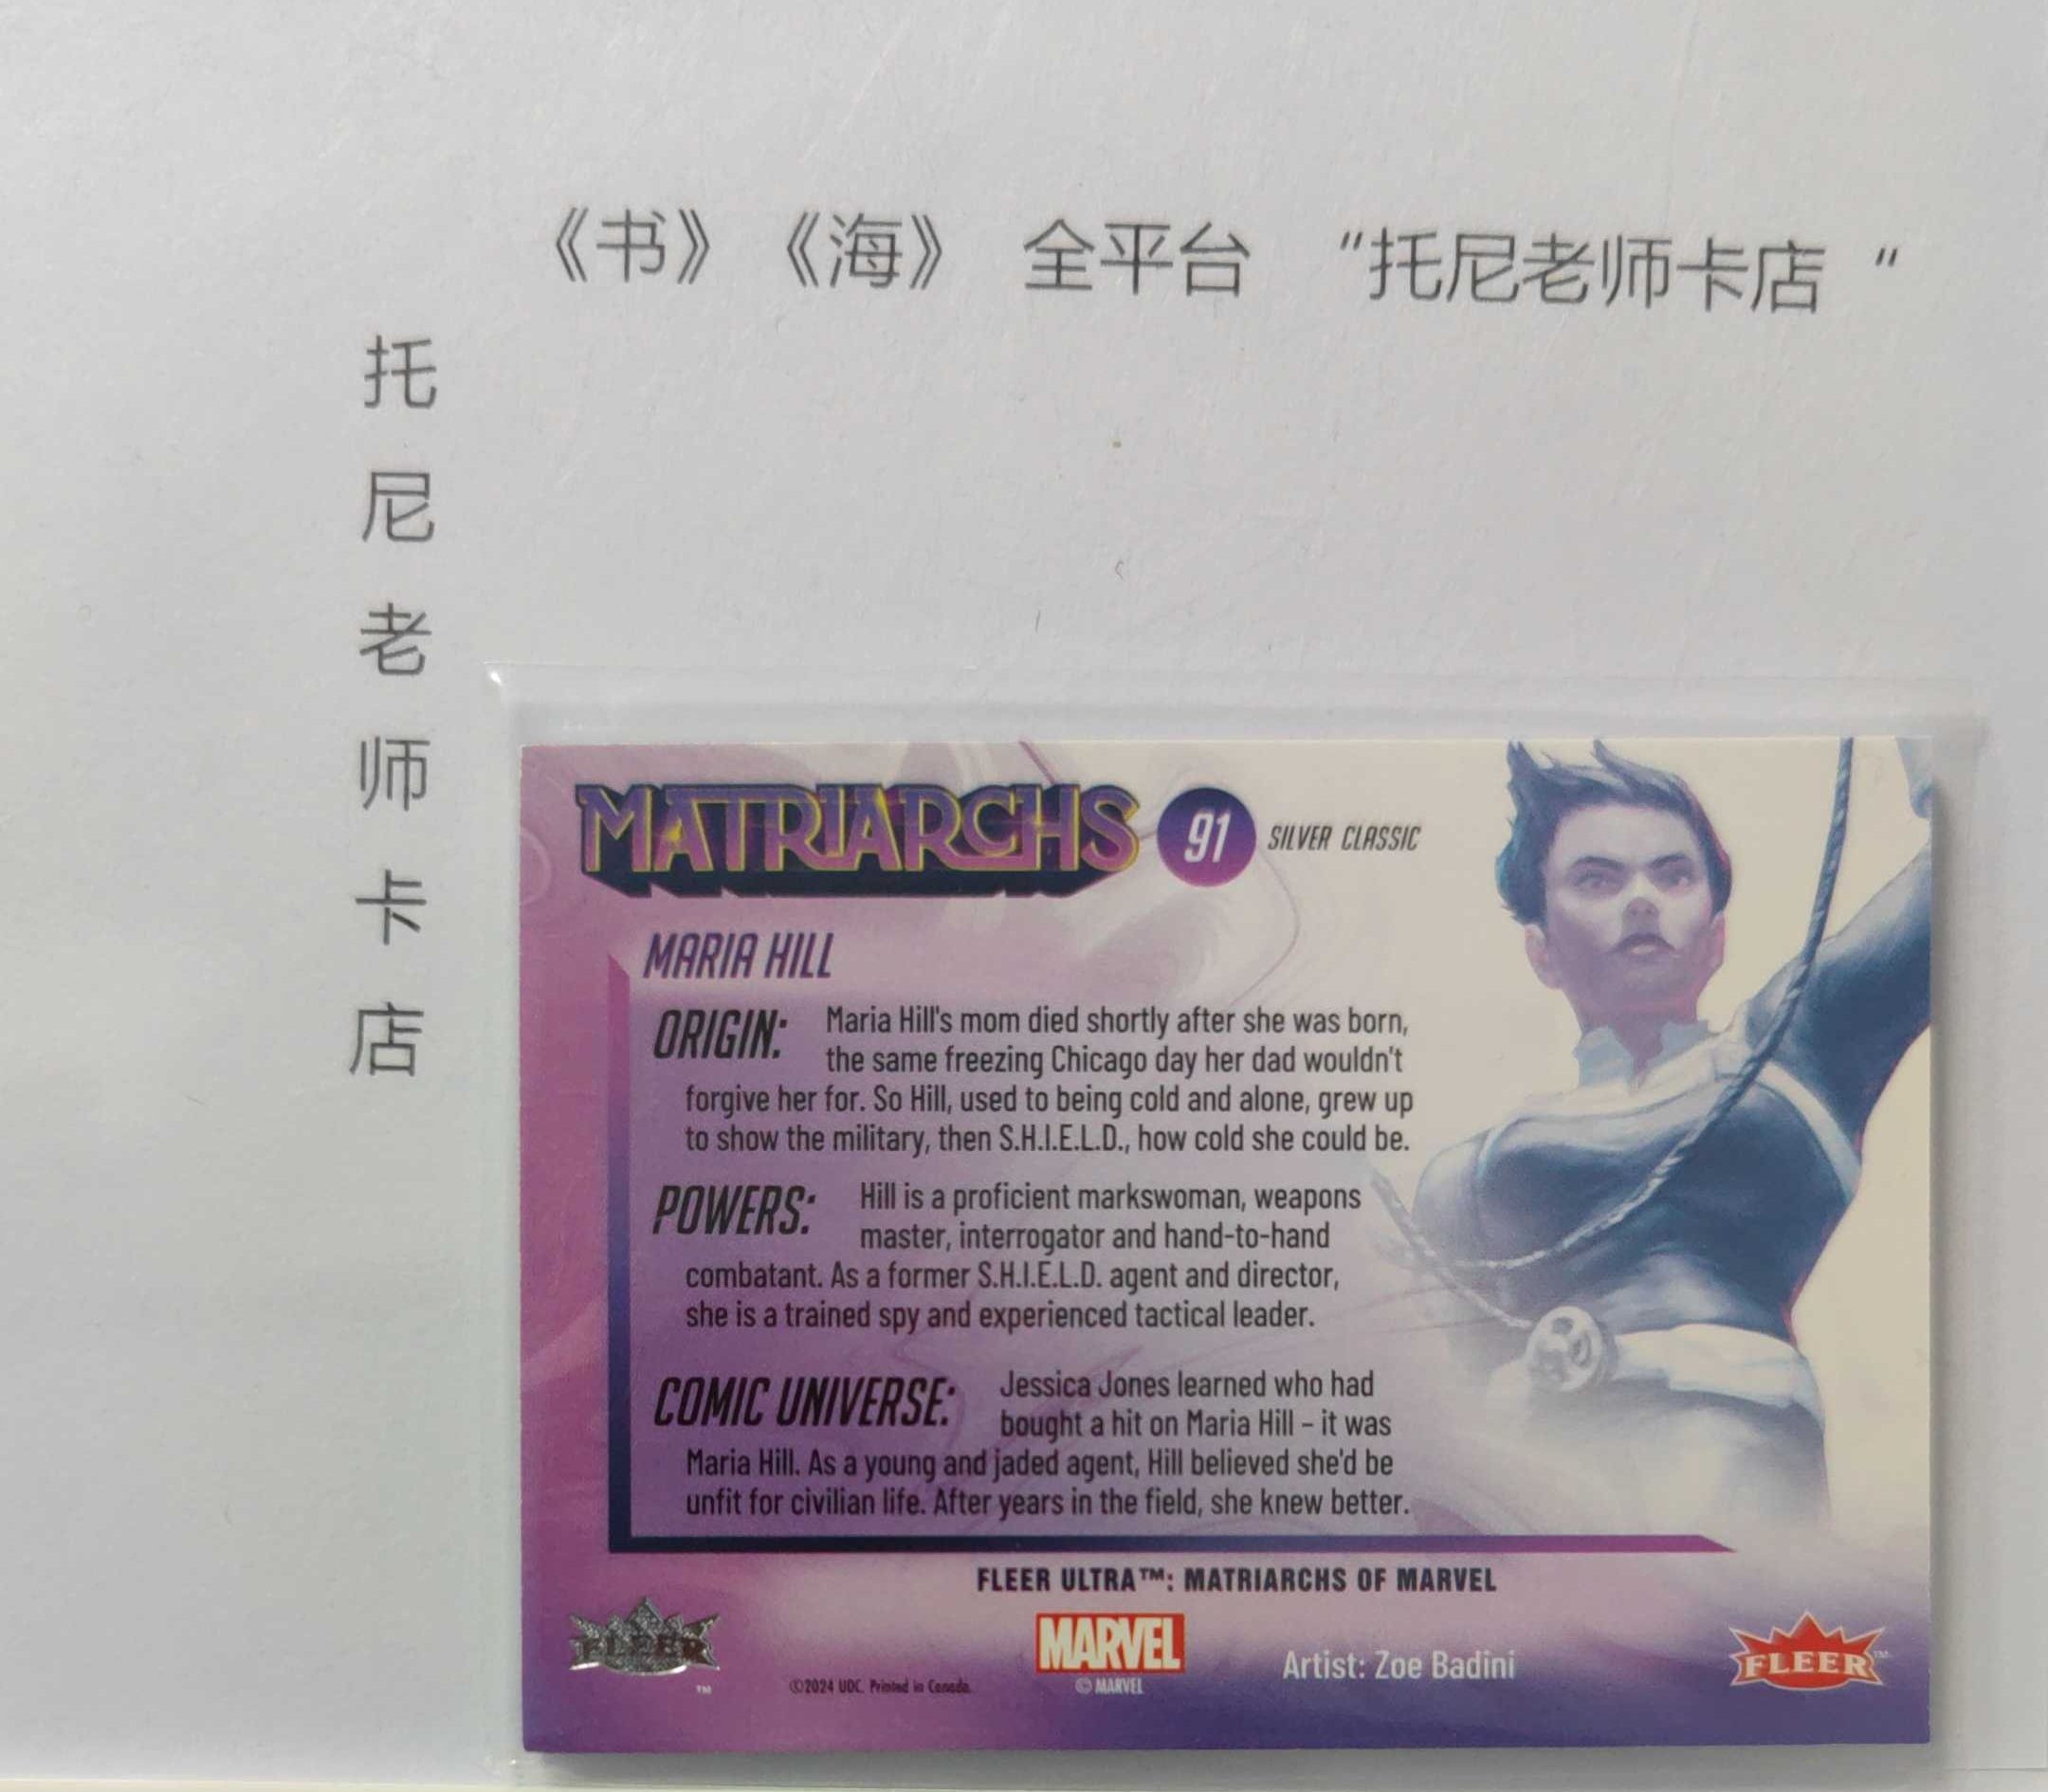 《书》《海》 全平台 “托尼老师卡店 “
托
尼
老
师
卡
店
MATRIARCHS 91 SILVER CLASSIC
MARIA HILL
ORIGIN: Maria Hill's mom died shortly after she was born,
the same freezing Chicago day her dad wouldn't
forgive her for. So Hill, used to being cold and alone, grew up
to show the military, then S.H.I.E.L.D., how cold she could be.
POWERS: Hill is a proficient markswoman, weapons
master, interrogator and hand-to-hand
combatant. As a former S.H.I.E.L.D. agent and director,
she is a trained spy and experienced tactical leader.
COMIC UNIVERSE: Jessica Jones learned who had
bought a hit on Maria Hill – it was
Maria Hill. As a young and jaded agent, Hill believed she'd be
unfit for civilian life. After years in the field, she knew better.
FLEER ULTRA™: MATRIARCHS OF MARVEL
FLEER™
©2024 UDC. Printed in Canada.
MARVEL
© MARVEL
Artist: Zoe Badini
FLEER™